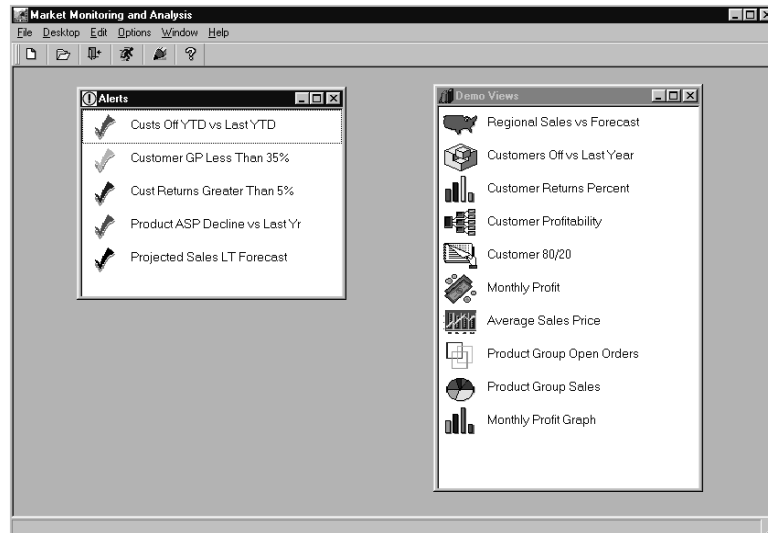 Market Monitoring and Analysis
File Desktop Edit Options Window Help
Alerts
Custs Off YTD vs Last YTD
Customer GP Less Than 35%
Cust Returns Greater Than 5%
Product ASP Decline vs Last Yr
Projected Sales LT Forecast
Demo Views
Regional Sales vs Forecast
Customers Off vs Last Year
Customer Returns Percent
Customer Profitability
Customer 80/20
Monthly Profit
Average Sales Price
Product Group Open Orders
Product Group Sales
Monthly Profit Graph